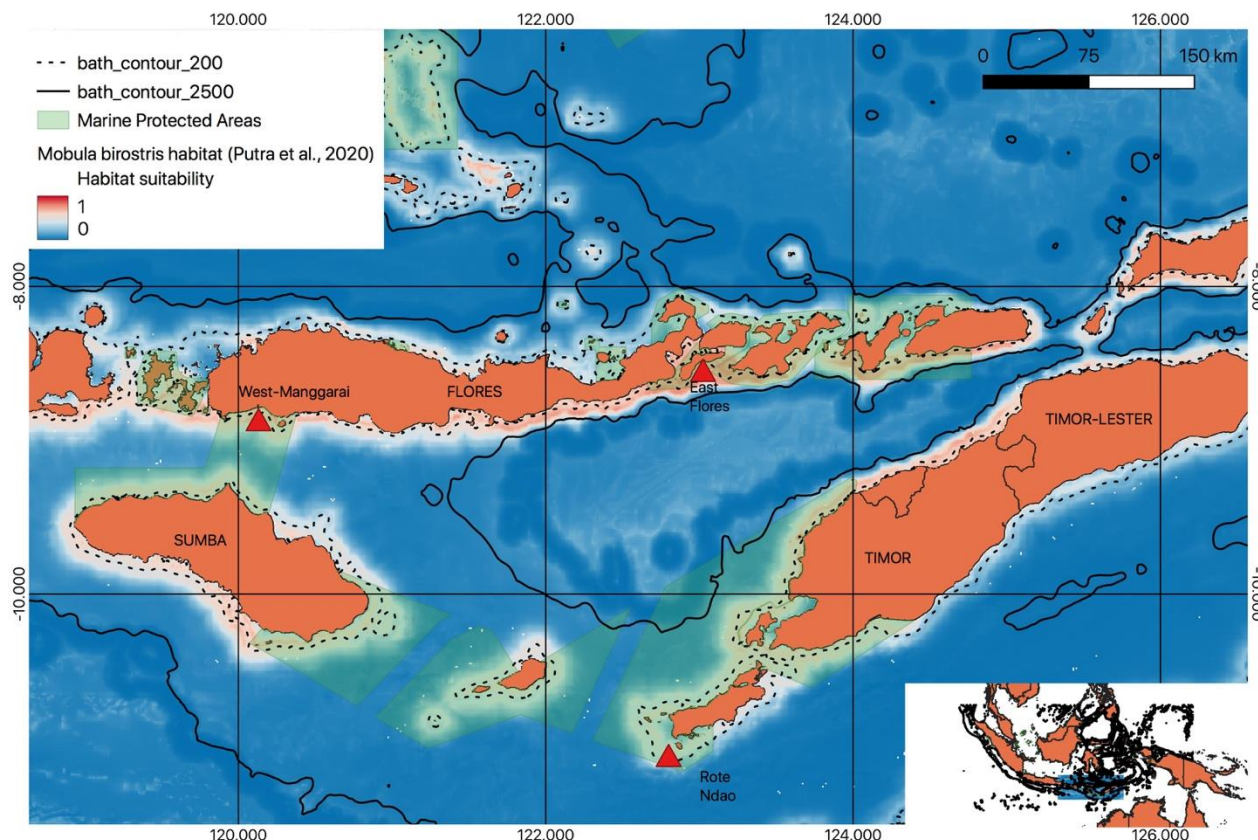 120.000 122.000 124.000 126.000
bath_contour_200
bath_contour_2500
Marine Protected Areas
Mobula birostris habitat (Putra et al., 2020)
Habitat suitability
1
0
0 75 150 km
-8.000
-8.000
West-Manggarai
FLORES
East
Flores
TIMOR-LESTER
SUMBA
TIMOR
-10.000
-10.000
Rote
Ndao
120.000 122.000 124.000 126.000